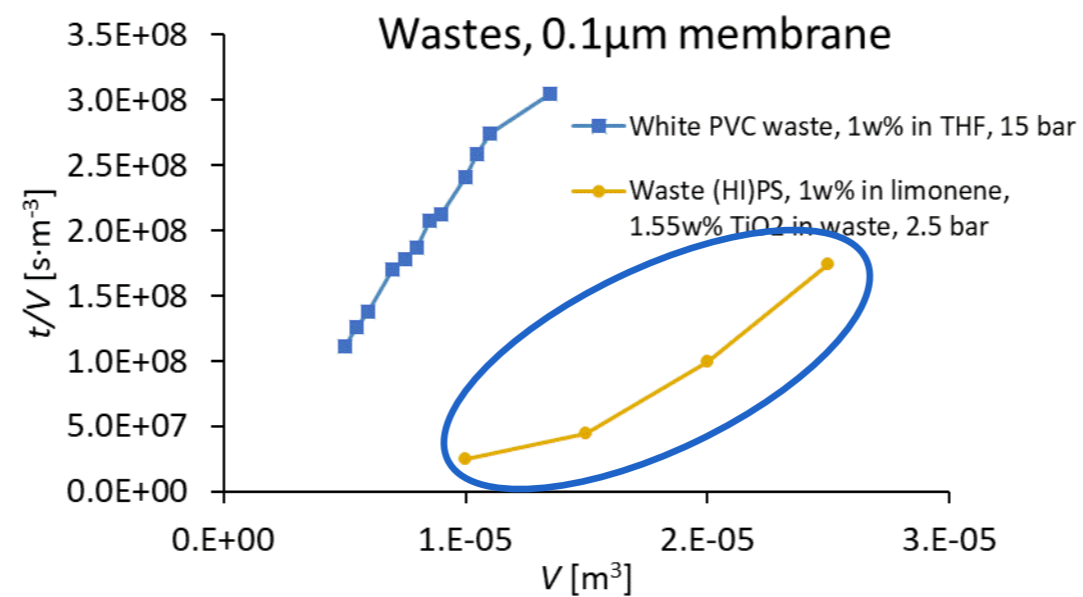 Wastes, 0.1µm membrane
3.5E+08
3.0E+08
2.5E+08
2.0E+08
1.5E+08
1.0E+08
5.0E+07
0.0E+00
t/V [s·m⁻³]
White PVC waste, 1w% in THF, 15 bar
Waste (HI)PS, 1w% in limonene,
1.55w% TiO2 in waste, 2.5 bar
0.E+00
1.E-05
2.E-05
3.E-05
V [m³]